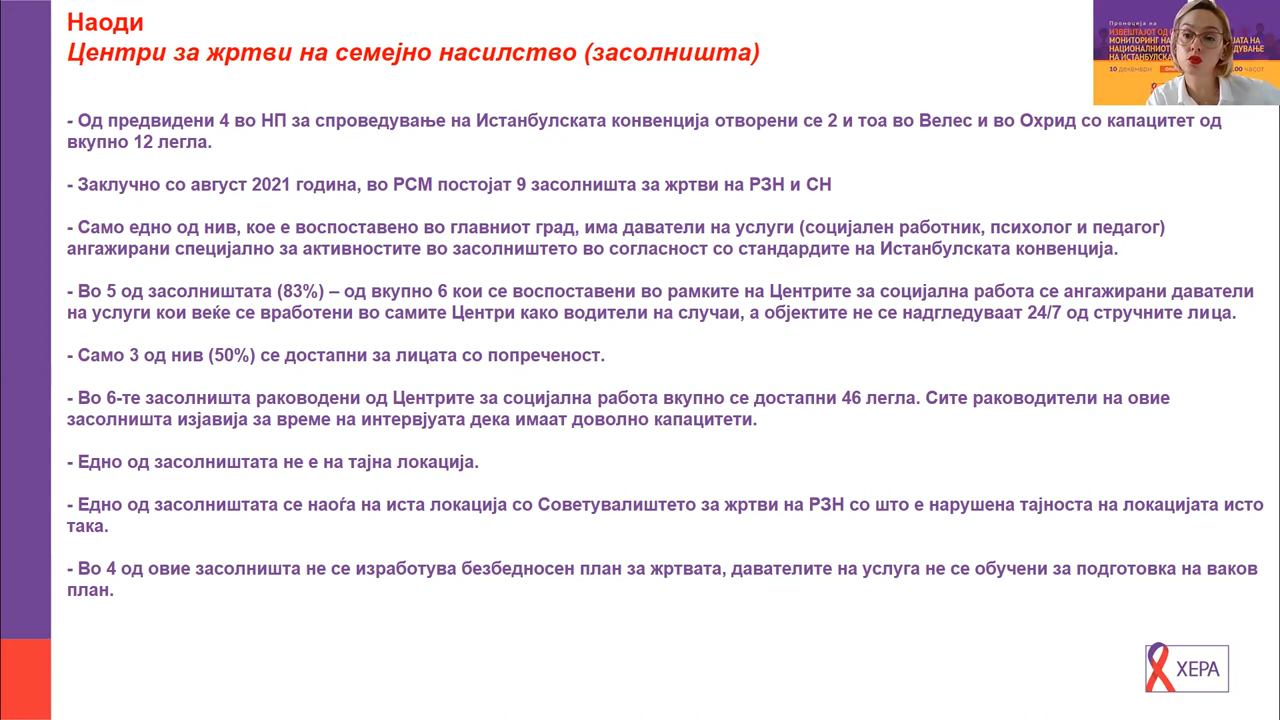 Наоди
Центри за жртви на семејно насилство (засолништа)
- Од предвидени 4 во НП за спроведување на Истанбулската конвенција отворени се 2 и тоа во Велес и во Охрид со капацитет од
вкупно 12 легла.
- Заклучно со август 2021 година, во РСМ постојат 9 засолништа за жртви на РЗН и СН
- Само едно од нив, кое е воспоставено во главниот град, има даватели на услуги (социјален работник, психолог и педагог)
ангажирани специјално за активностите во засолништето во согласност со стандардите на Истанбулската конвенција.
- Во 5 од засолништата (83%) – од вкупно 6 кои се воспоставени во рамките на Центрите за социјална работа се ангажирани даватели
на услуги кои веќе се вработени во самите Центри како водители на случаи, а објектите не се надгледуваат 24/7 од стручните лица.
- Само 3 од нив (50%) се достапни за лицата со попреченост.
- Во 6-те засолништа раководени од Центрите за социјална работа вкупно се достапни 46 легла. Сите раководители на овие
засолништа изјавија за време на интервјуата дека имаат доволно капацитети.
- Едно од засолништата не е на тајна локација.
- Едно од засолништата се наоѓа на иста локација со Советувалиштето за жртви на РЗН со што е нарушена тајноста на локацијата исто
така.
- Во 4 од овие засолништа не се изработува безбедносен план за жртвата, давателите на услуга не се обучени за подготовка на ваков
план.
Промоција на
ИЗВЕШТАЈОТ ОД
МОНИТОРИНГ НА
НАЦИОНАЛНИОТ
НА ИСТАНБУЛСКА
10 декември
ХЕРА